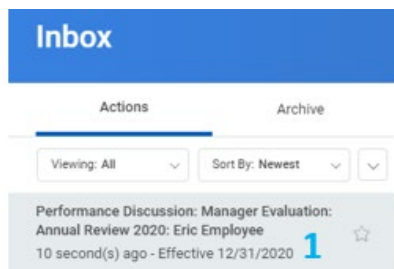 Inbox
Actions Archive
Viewing: All Sort By: Newest
Performance Discussion: Manager Evaluation:
Annual Review 2020: Eric Employee
10 second(s) ago - Effective 12/31/2020 1